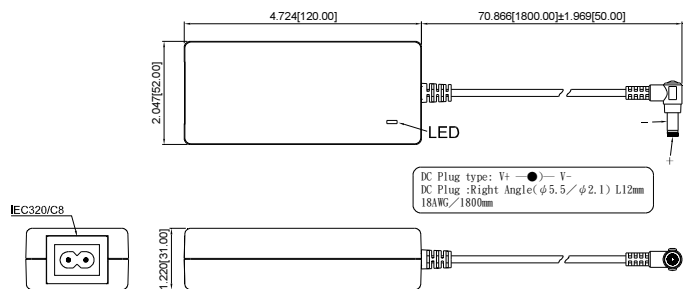 4.724[120.00]
70.866[1800.00]±1.969[50.00]
2.047[52.00]
LED
−
+
DC Plug type: V+ —●)— V-
DC Plug :Right Angle(φ5.5／φ2.1) L12mm
18AWG／1800mm
IEC320/C8
1.220[31.00]